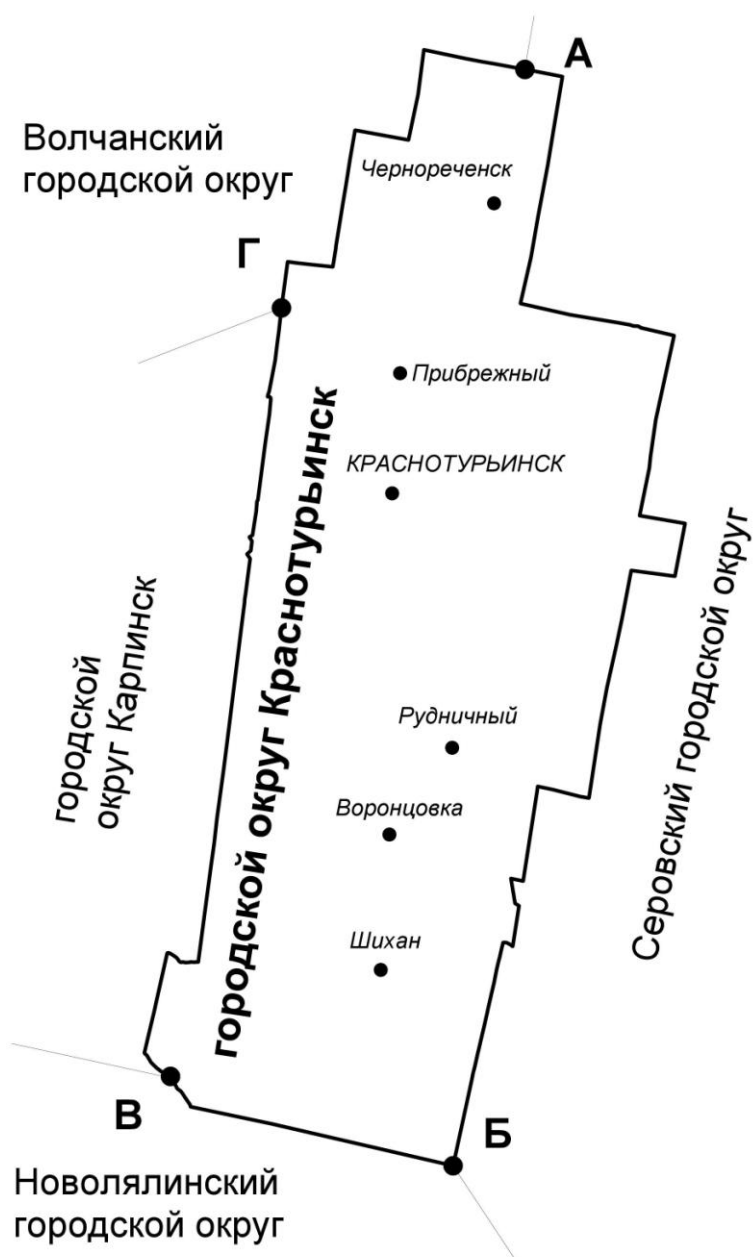 А
Волчанский
городской округ
Чернореченск
Г
Прибрежный
КРАСНОТУРЬИНСК
городской округ Краснотурьинск
Серовский городской округ
городской
округ Карпинск
Рудничный
Воронцовка
Шихан
В
Б
Новолялинский
городской округ